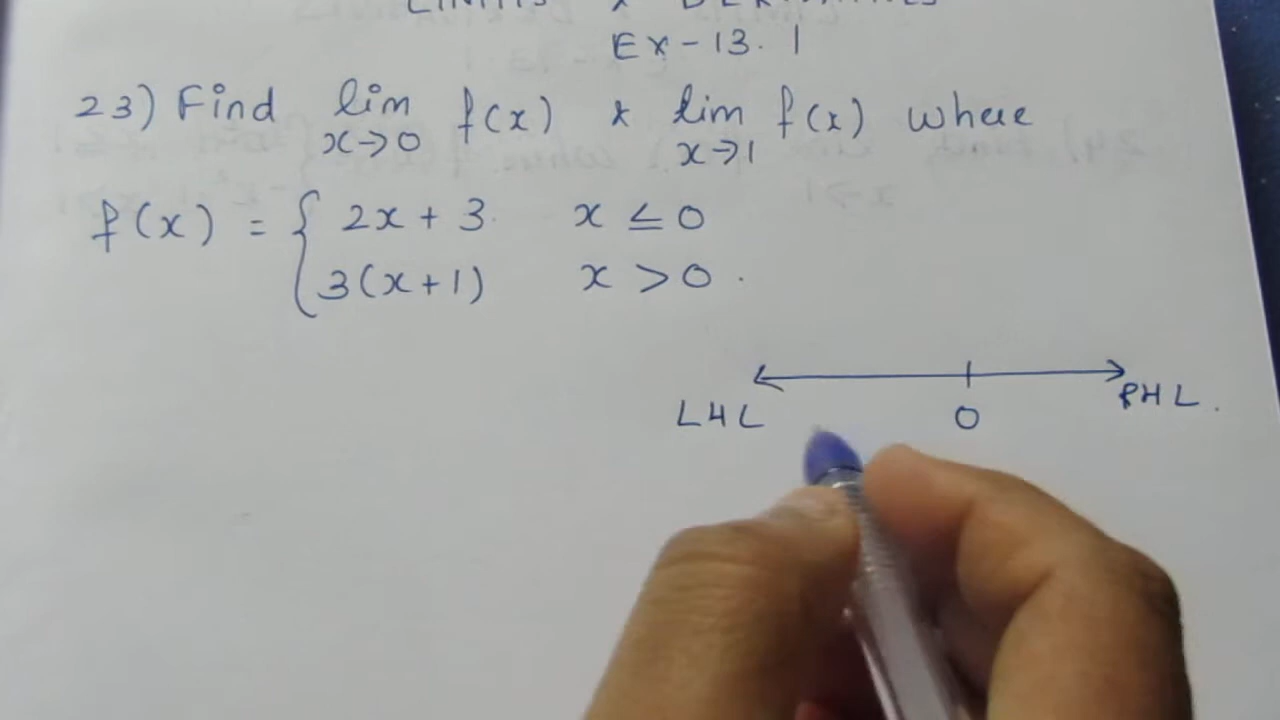 Ex-13.1
23) Find lim x→0 f(x) & lim x→1 f(x) where
f(x) = { 2x + 3 x ≤ 0
3(x+1) x > 0.
LHL 0 RHL.